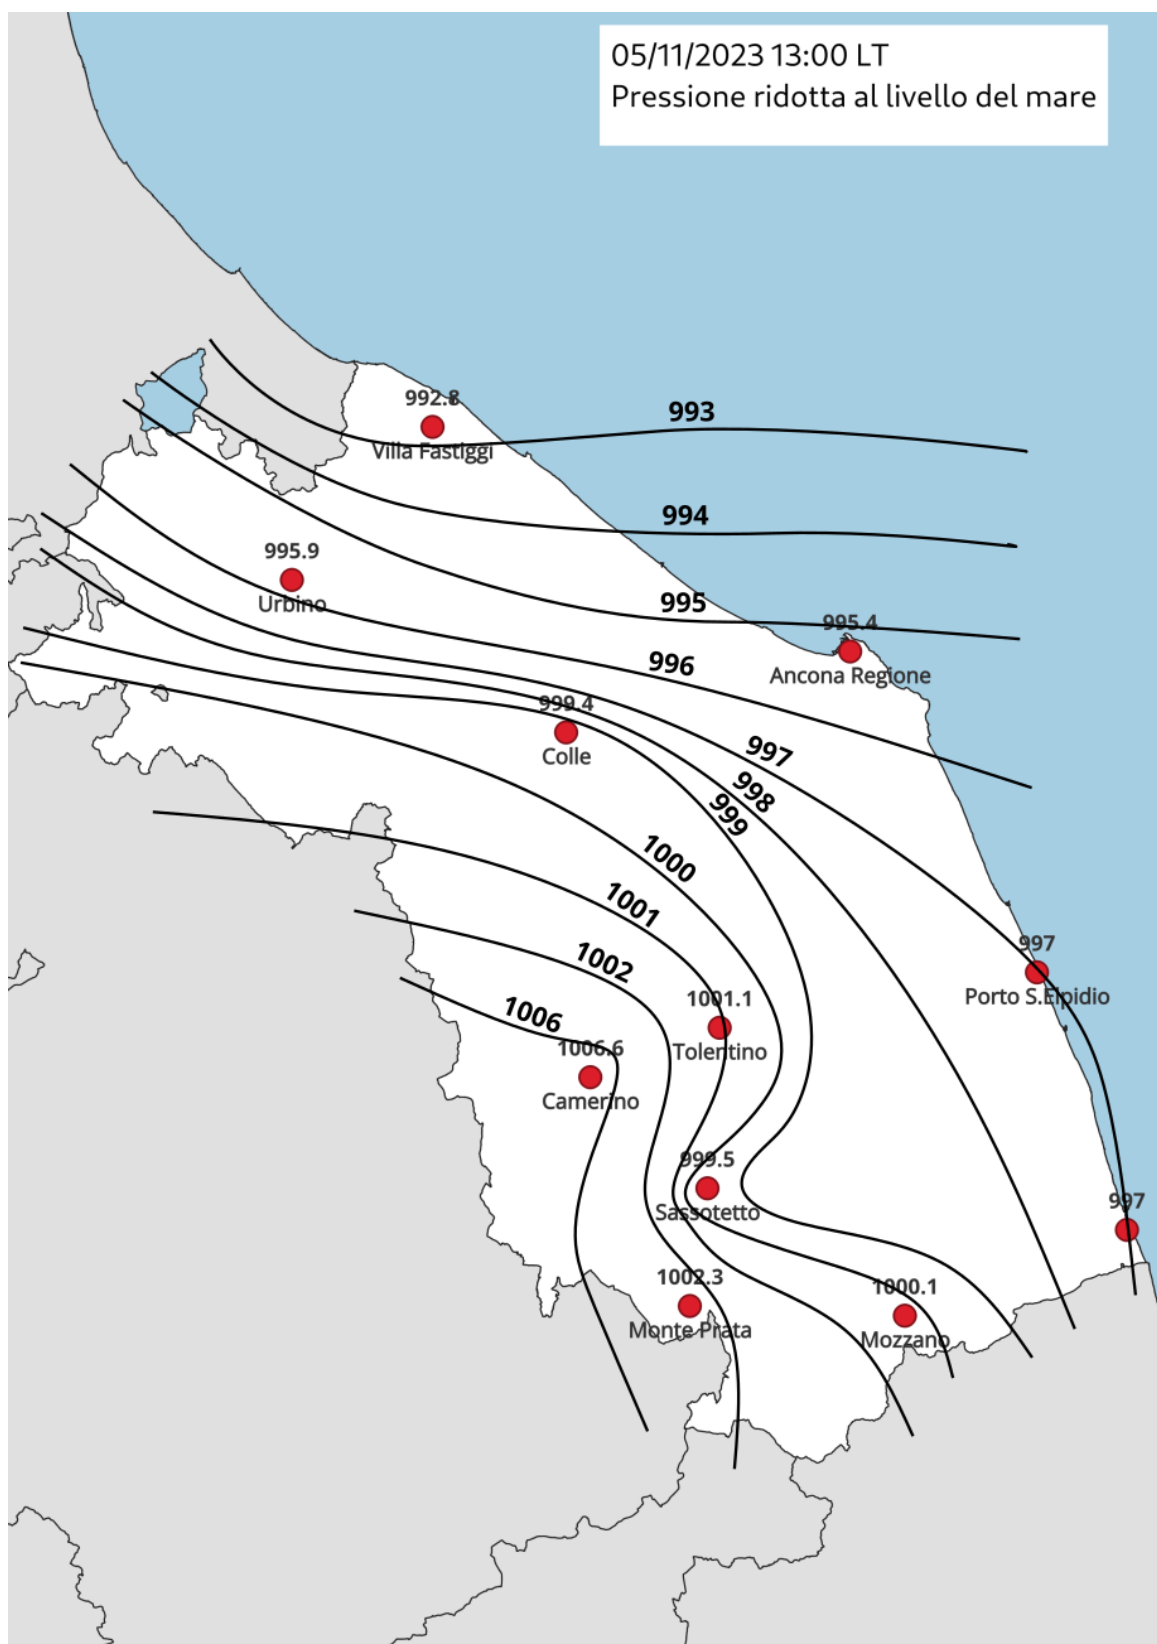 05/11/2023 13:00 LT
Pressione ridotta al livello del mare
992.8
Villa Fastiggi
993
994
995.9
Urbino
995
995.4
Ancona Regione
996
999.4
Colle
997
998
999
1000
1001
1002
997
Porto S.Elpidio
1001.1
Tolentino
1006
1006.6
Camerino
999.5
Sassotetto
997
1002.3
Monte Prata
1000.1
Mozzano